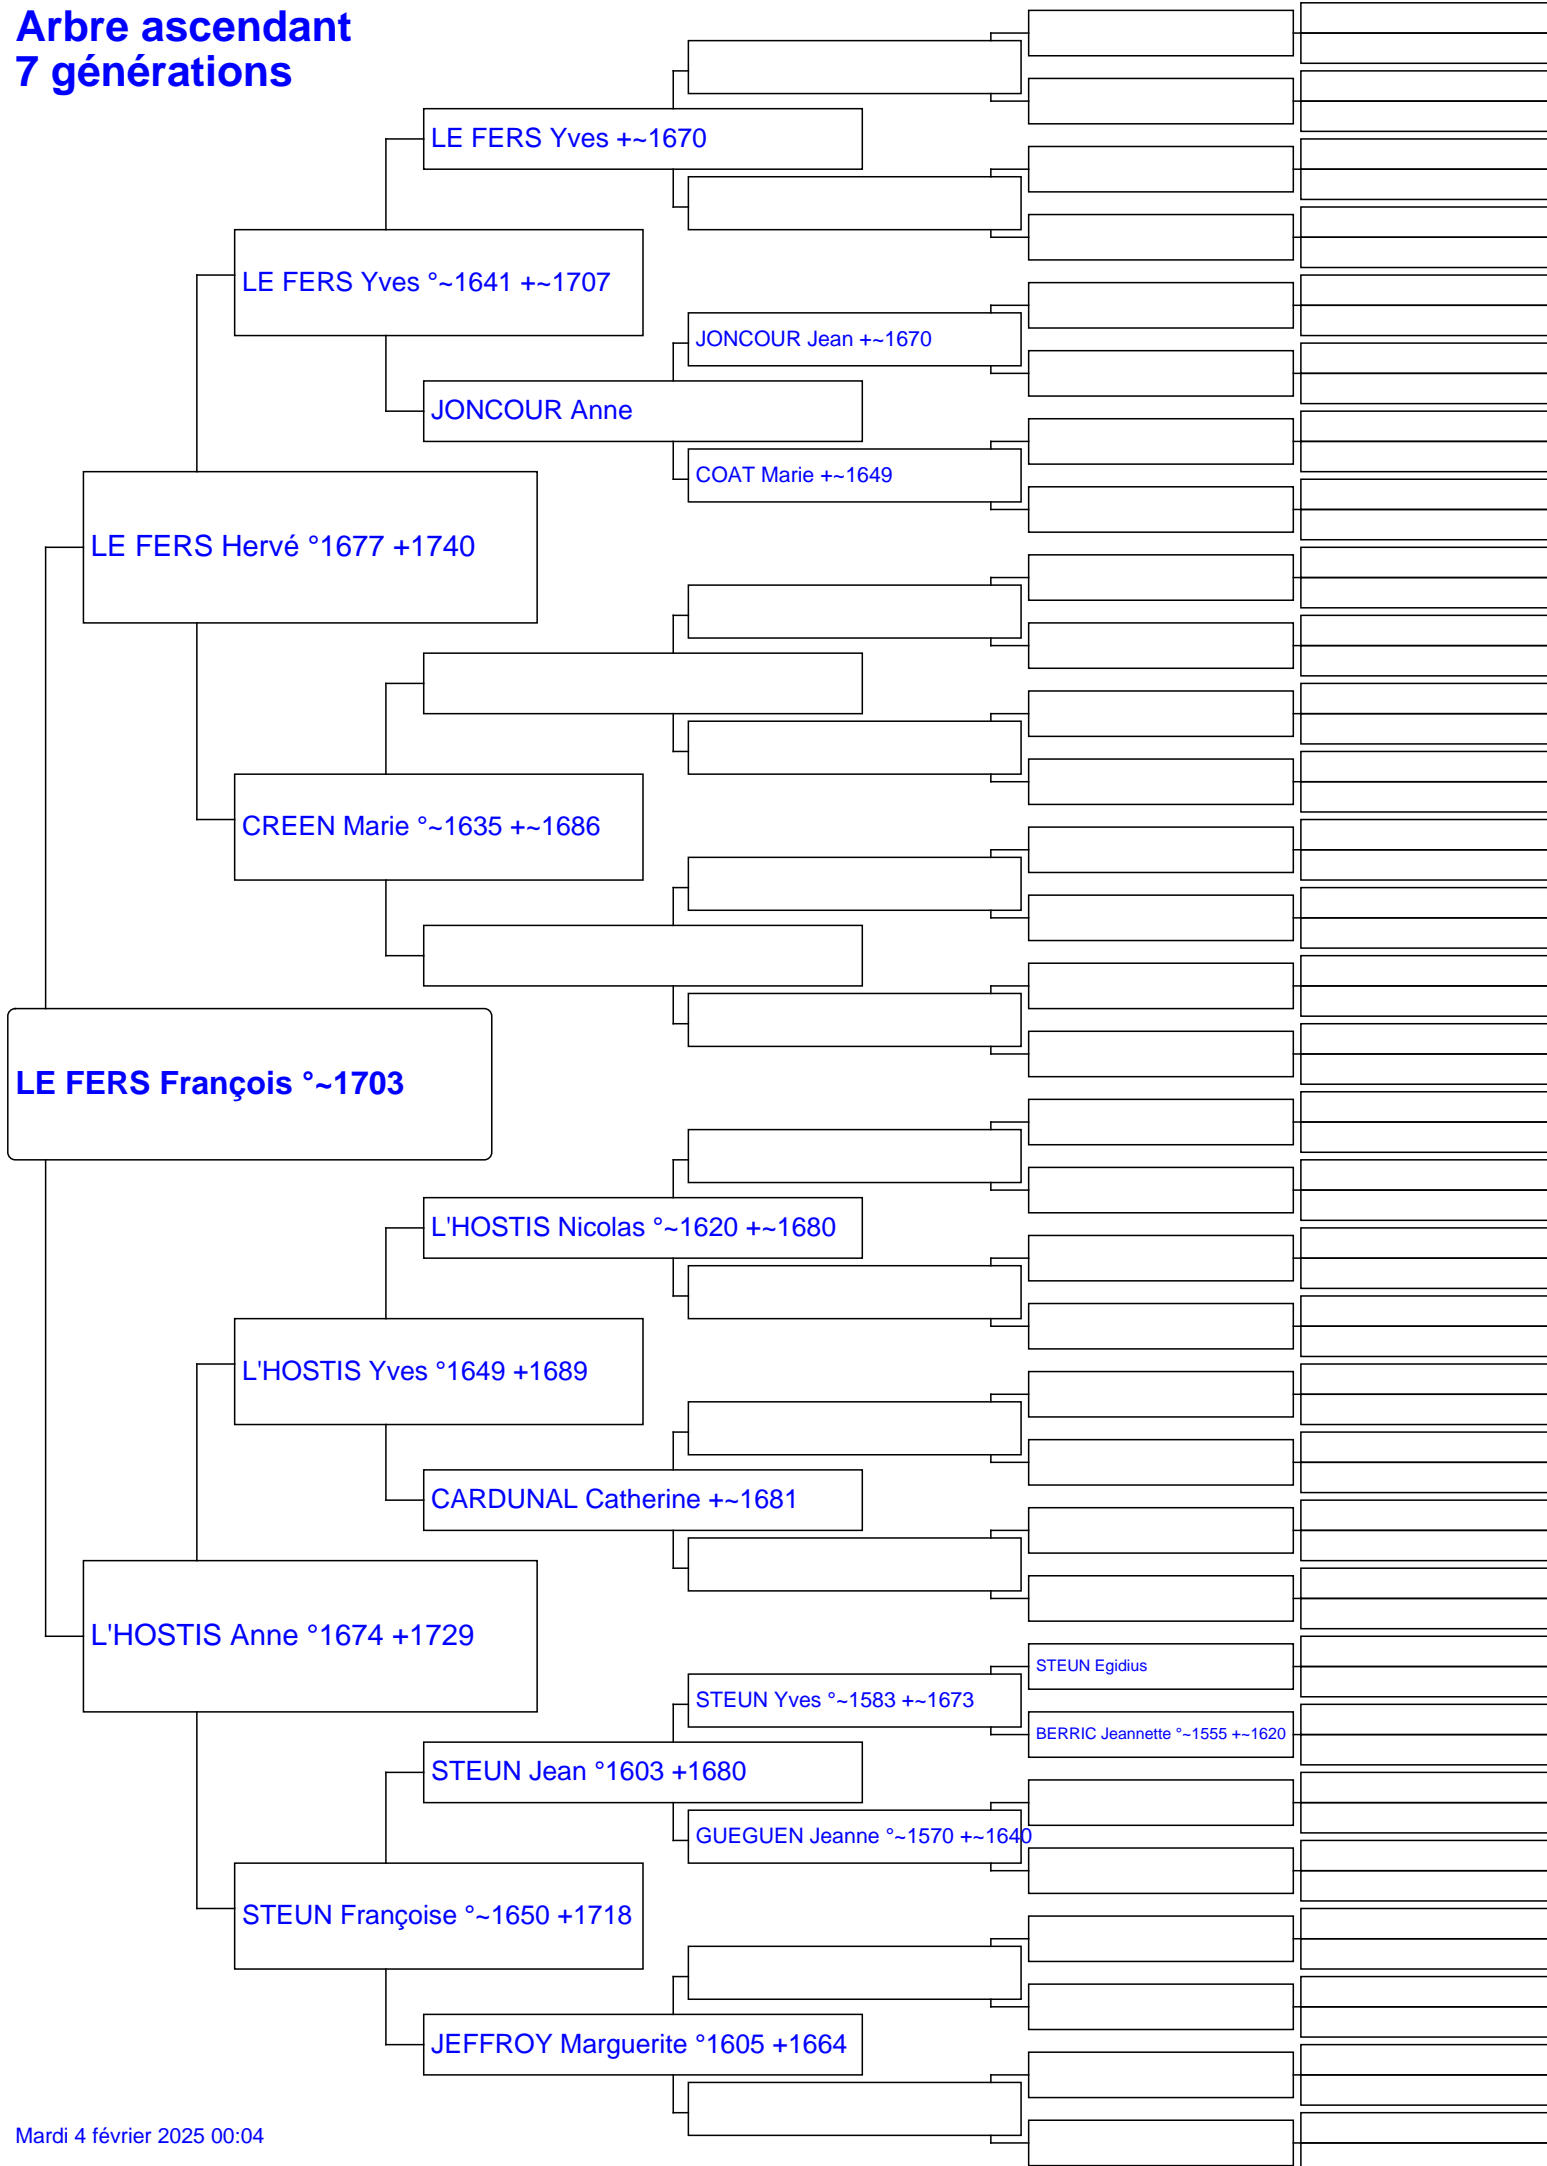 Arbre ascendant
7 générations
LE FERS Yves +~1670
LE FERS Yves °~1641 +~1707
JONCOUR Jean +~1670
JONCOUR Anne
COAT Marie +~1649
LE FERS Hervé °1677 +1740
CREEN Marie °~1635 +~1686
LE FERS François °~1703
L'HOSTIS Nicolas °~1620 +~1680
L'HOSTIS Yves °1649 +1689
CARDUNAL Catherine +~1681
L'HOSTIS Anne °1674 +1729
STEUN Egidius
STEUN Yves °~1583 +~1673
BERRIC Jeannette °~1555 +~1620
STEUN Jean °1603 +1680
GUEGUEN Jeanne °~1570 +~1640
STEUN Françoise °~1650 +1718
JEFFROY Marguerite °1605 +1664
Mardi 4 février 2025 00:04